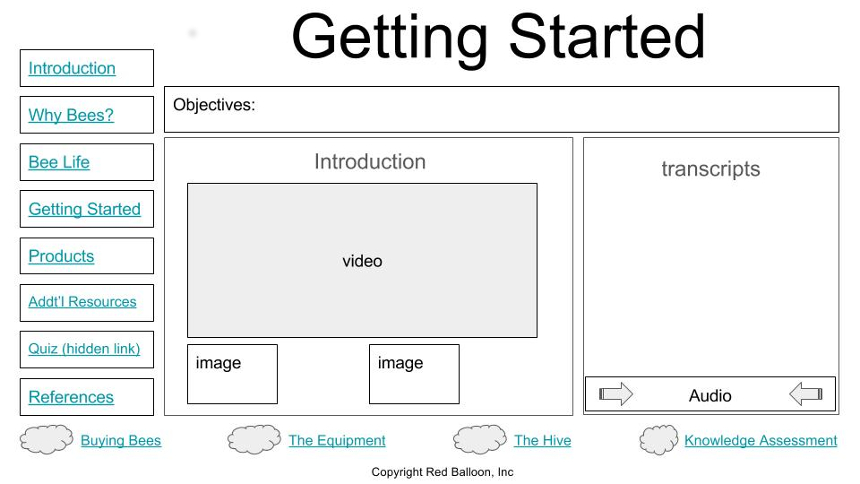 Getting Started
Introduction
Why Bees?
Bee Life
Getting Started
Products
Addt'l Resources
Quiz (hidden link)
References
Objectives:
Introduction
video
image
image
transcripts
Audio
Buying Bees
The Equipment
The Hive
Knowledge Assessment
Copyright Red Balloon, Inc